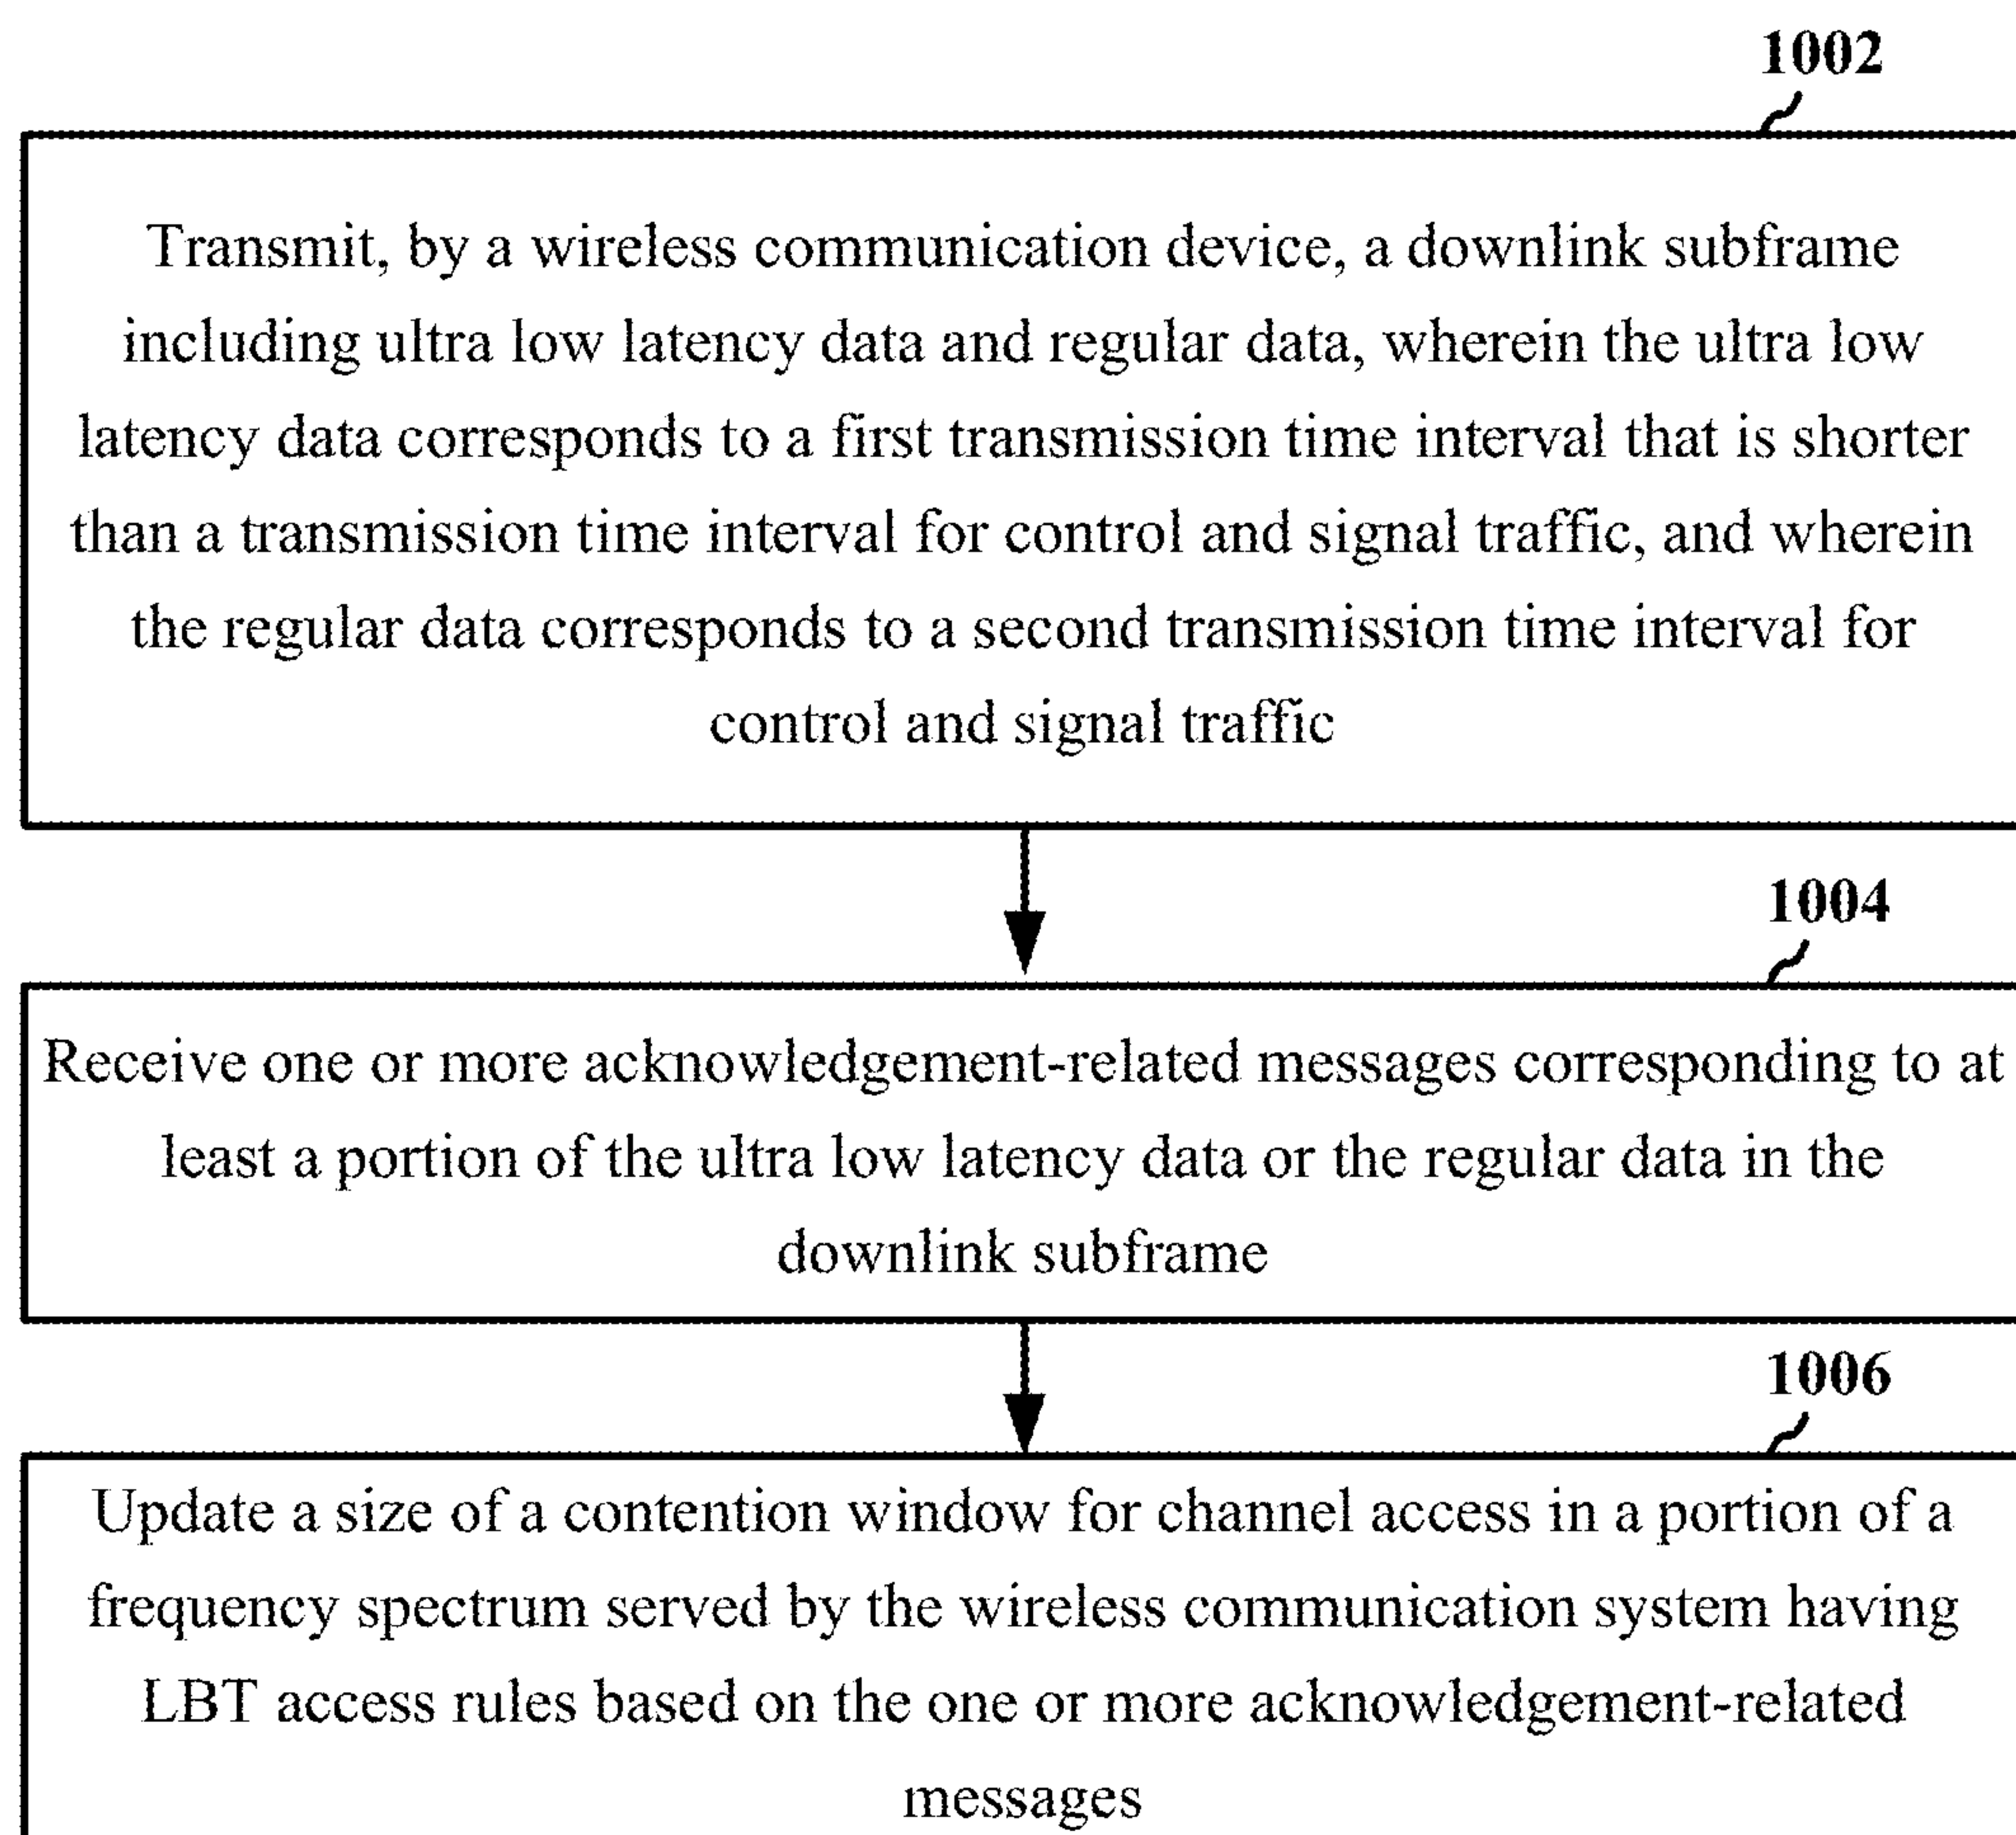 1002
Transmit, by a wireless communication device, a downlink subframe
including ultra low latency data and regular data, wherein the ultra low
latency data corresponds to a first transmission time interval that is shorter
than a transmission time interval for control and signal traffic, and wherein
the regular data corresponds to a second transmission time interval for
control and signal traffic
1004
Receive one or more acknowledgement-related messages corresponding to at
least a portion of the ultra low latency data or the regular data in the
downlink subframe
1006
Update a size of a contention window for channel access in a portion of a
frequency spectrum served by the wireless communication system having
LBT access rules based on the one or more acknowledgement-related
messages